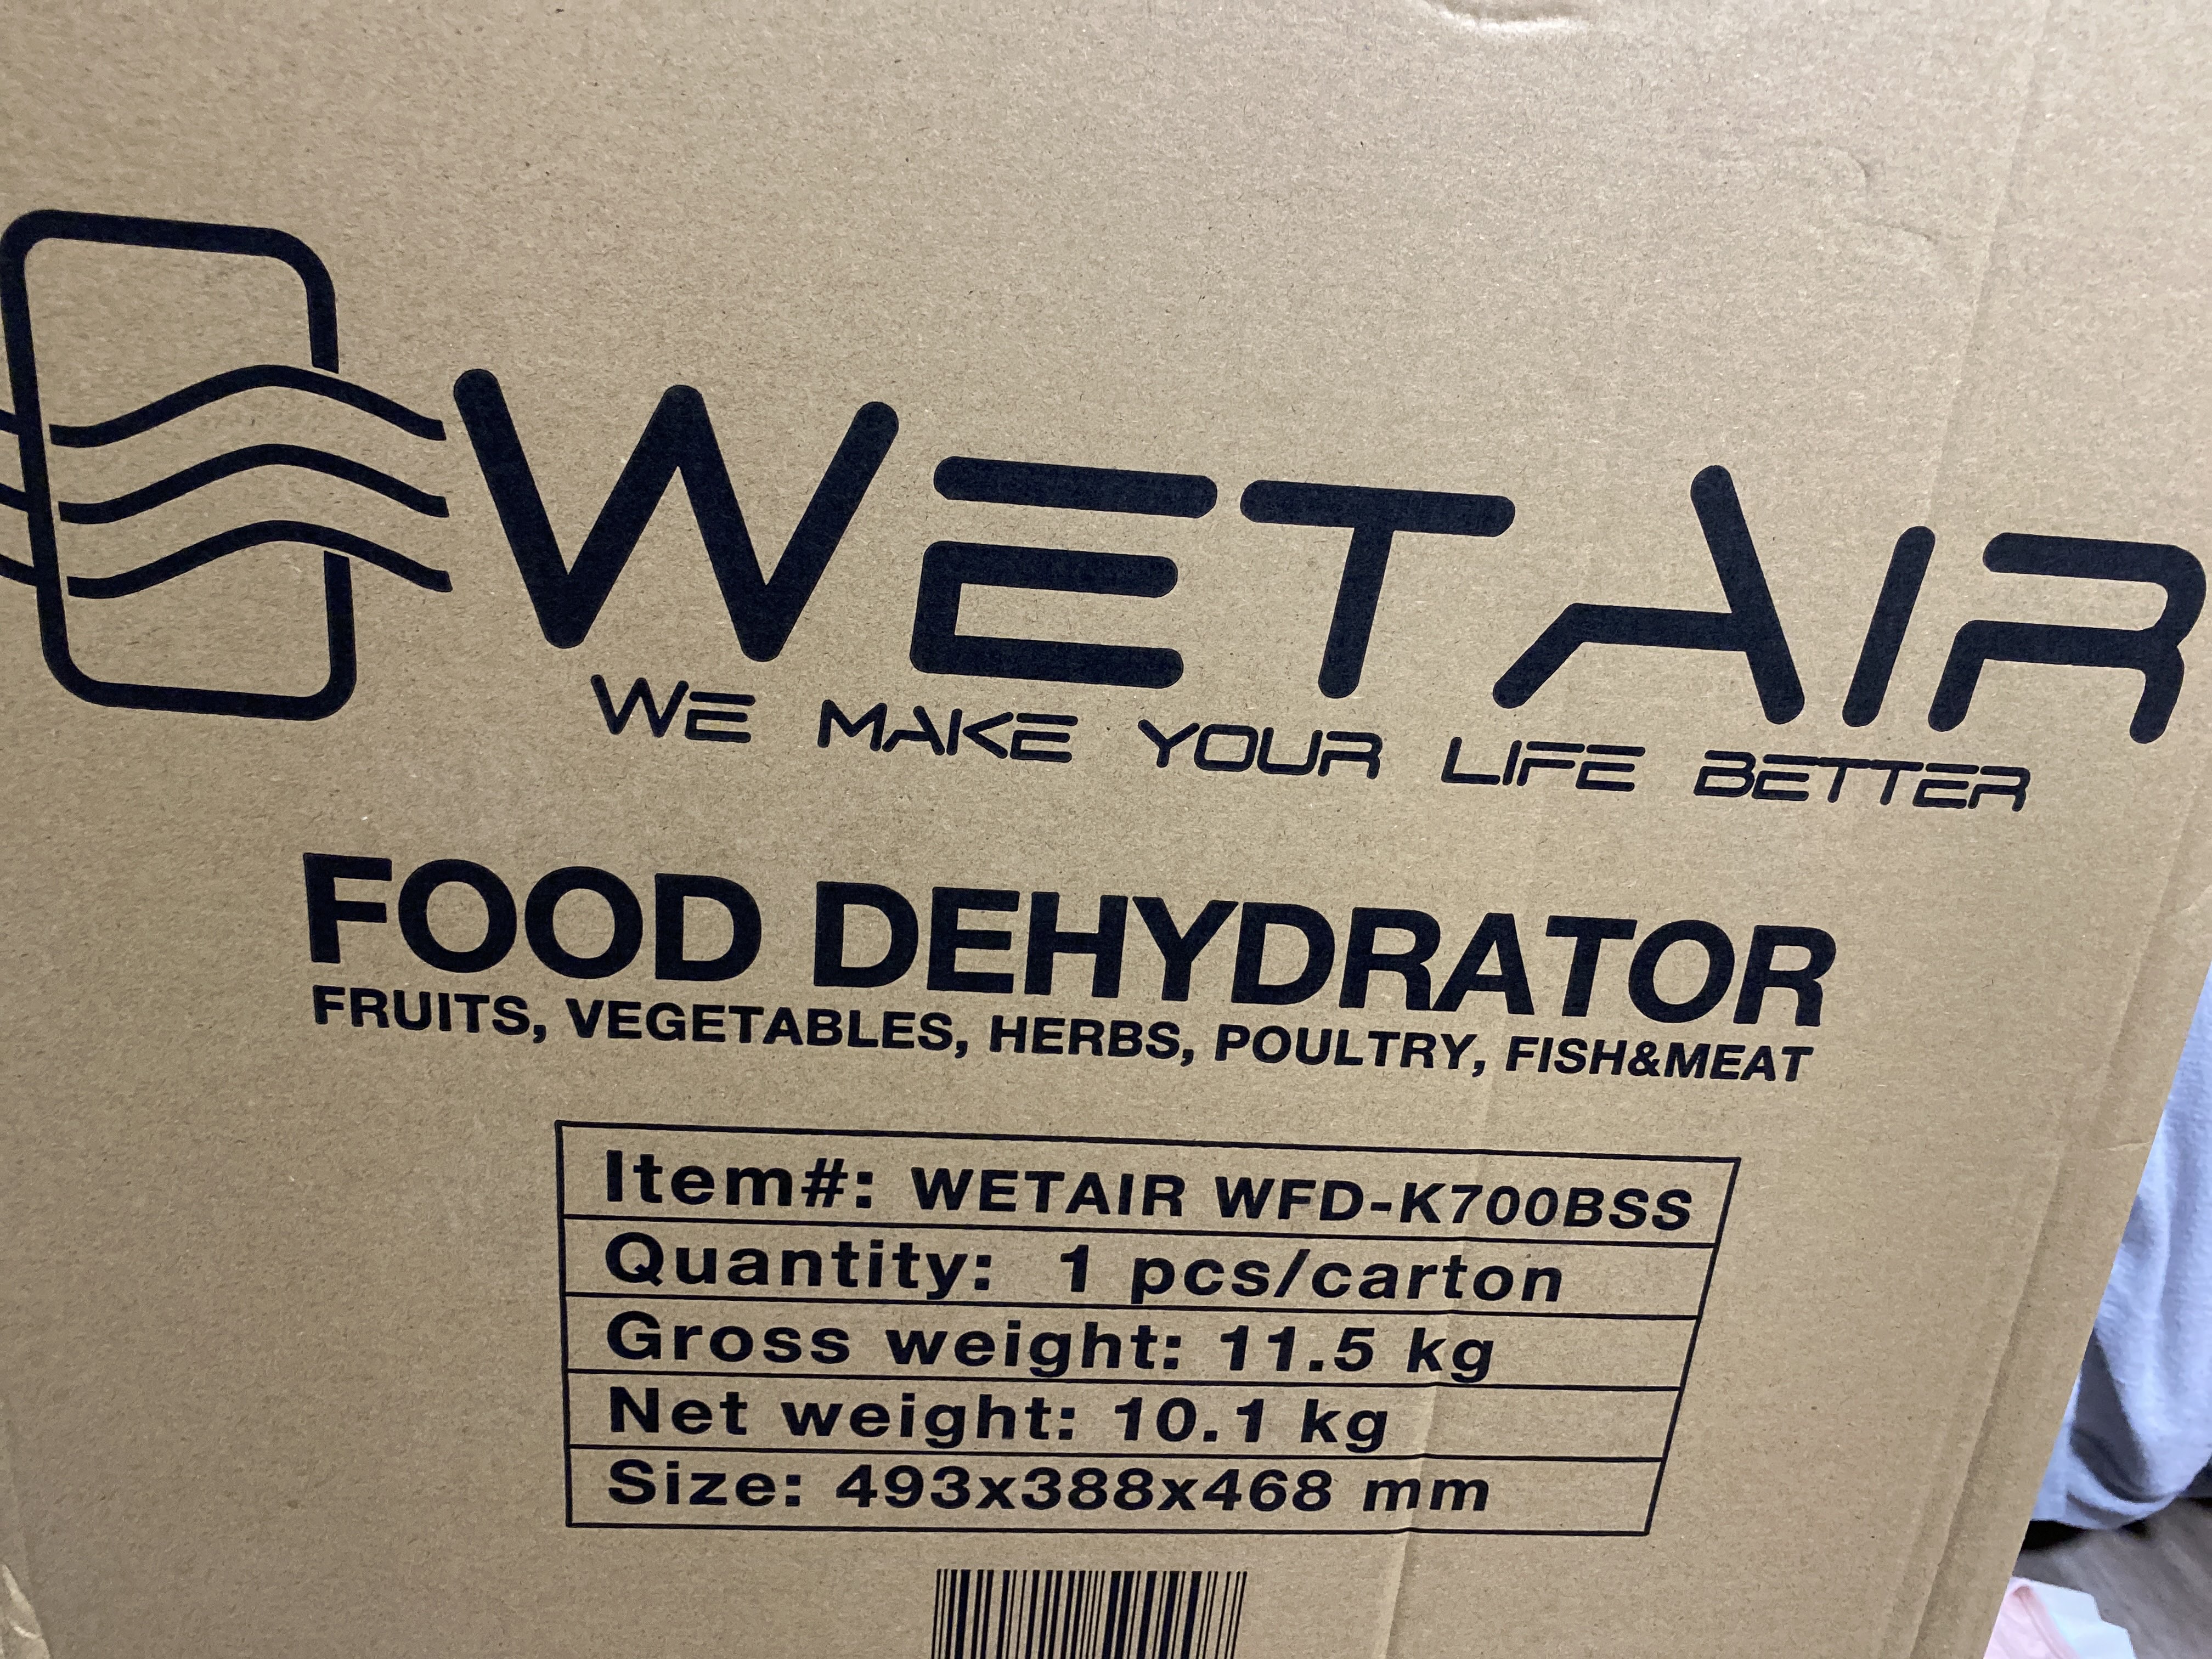 WETAIR
WE MAKE YOUR LIFE BETTER
FOOD DEHYDRATOR
FRUITS, VEGETABLES, HERBS, POULTRY, FISH&MEAT
Item#: WETAIR WFD-K700BSS
Quantity: 1 pcs/carton
Gross weight: 11.5 kg
Net weight: 10.1 kg
Size: 493x388x468 mm